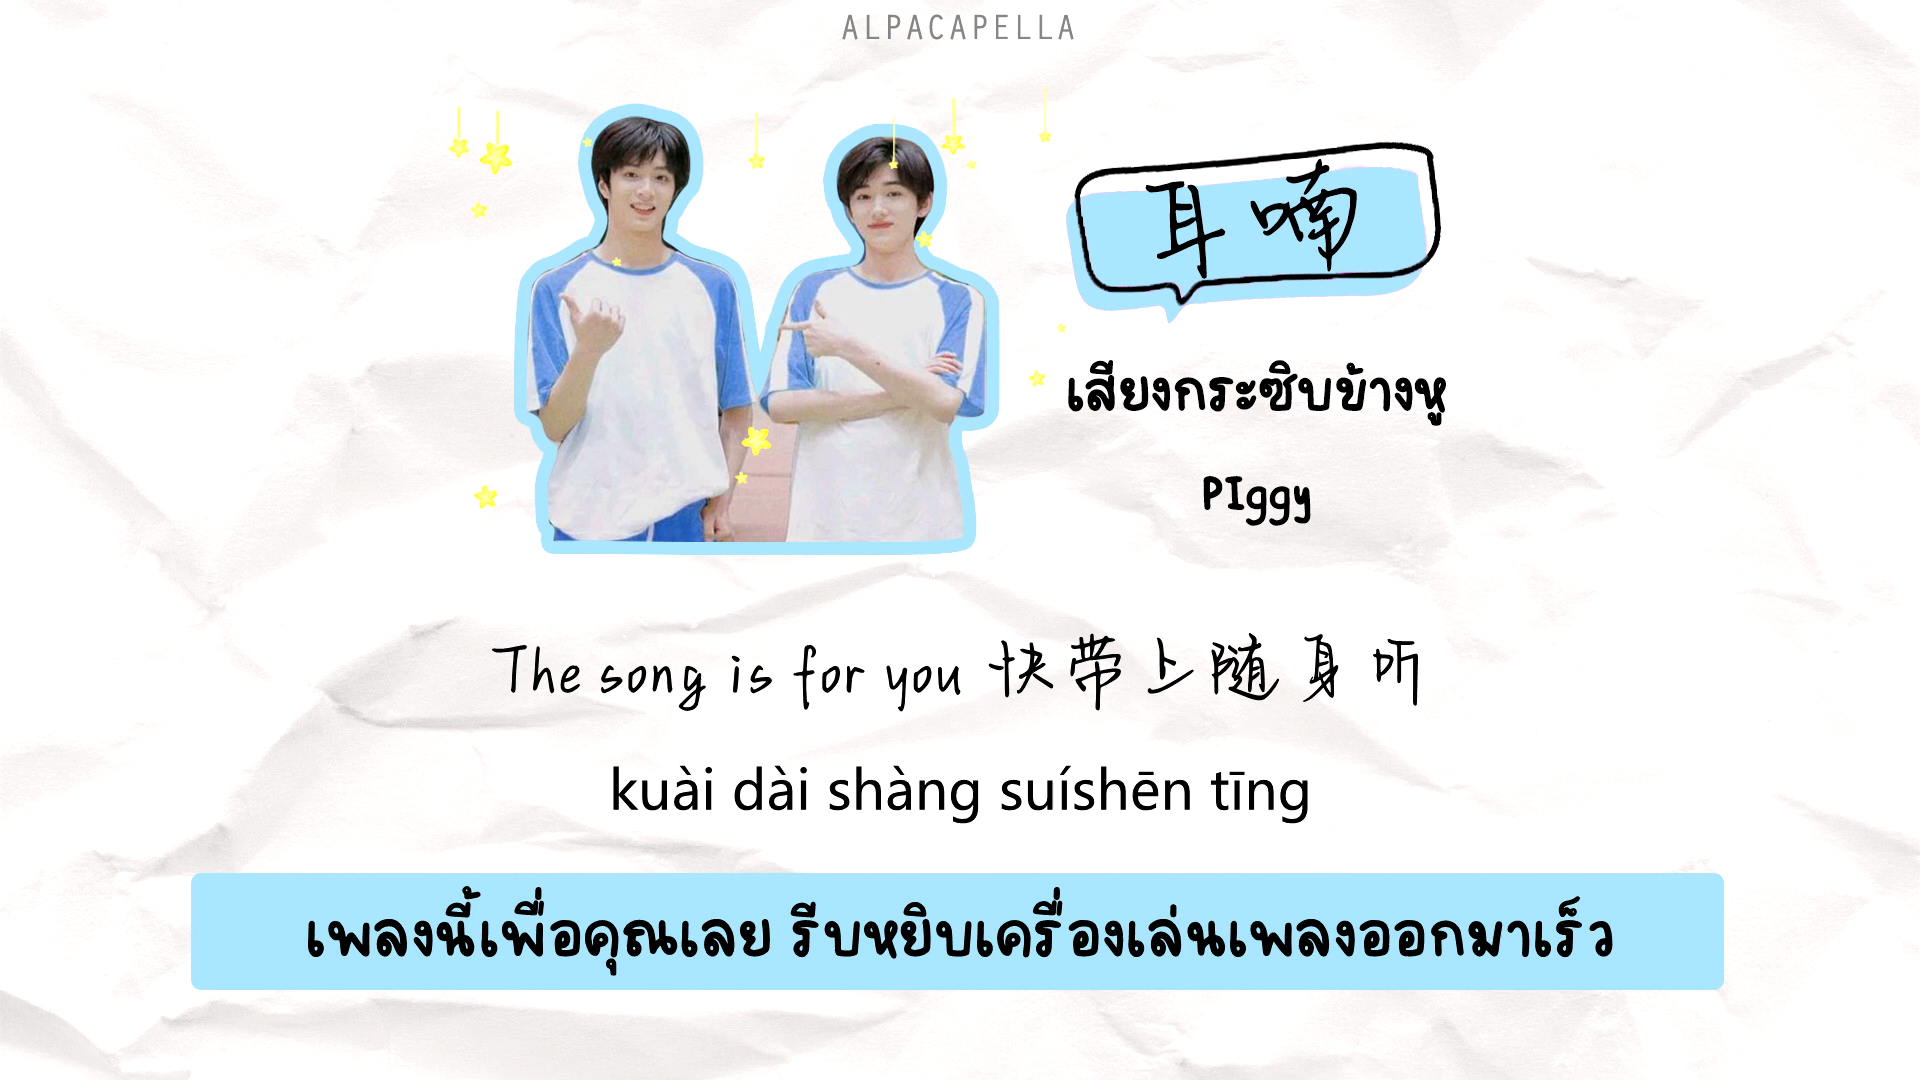 ALPACAPELLA
耳喃
เสียงกระซิบข้างหู
PIggy
The song is for you 快带上随身听
kuài dài shàng suíshēn tīng
เพลงนี้เพื่อคุณเลย รีบหยิบเครื่องเล่นเพลงออกมาเร็ว